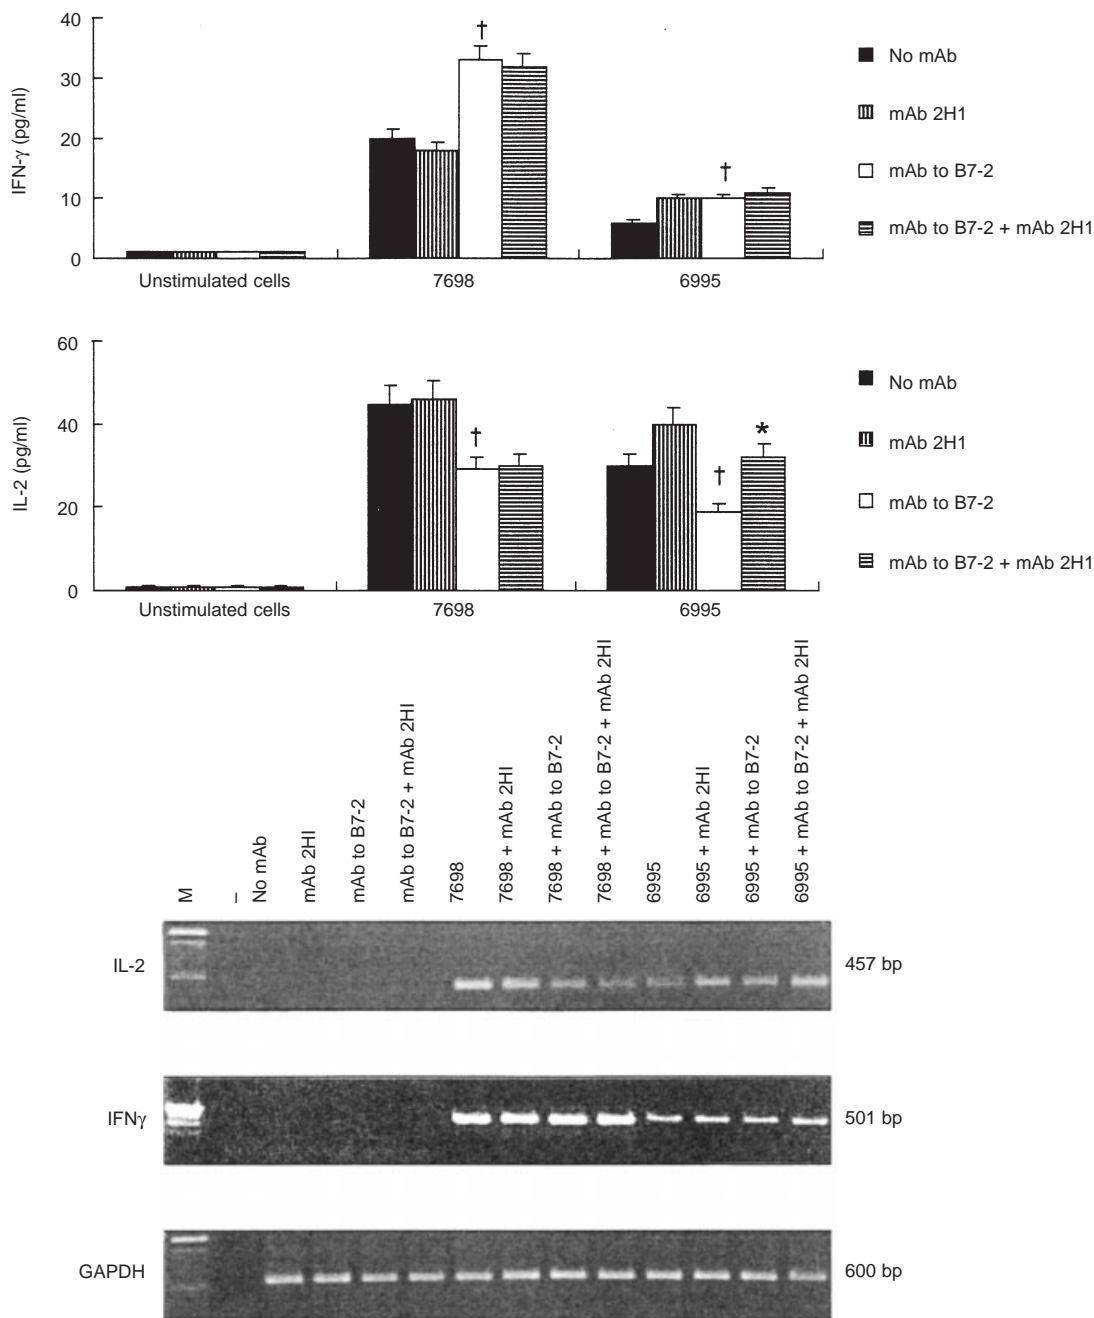 40
30
20
10
0
IFN-γ (pg/ml)
†
†
Unstimulated cells
7698
6995
No mAb
mAb 2H1
mAb to B7-2
mAb to B7-2 + mAb 2H1
60
40
20
0
IL-2 (pg/ml)
†
†
*
Unstimulated cells
7698
6995
No mAb
mAb 2H1
mAb to B7-2
mAb to B7-2 + mAb 2H1
M
–
No mAb
mAb 2HI
mAb to B7-2
mAb to B7-2 + mAb 2HI
7698
7698 + mAb 2HI
7698 + mAb to B7-2
7698 + mAb to B7-2 + mAb 2HI
6995
6995 + mAb 2HI
6995 + mAb to B7-2
6995 + mAb to B7-2 + mAb 2HI
IL-2
457 bp
IFNγ
501 bp
GAPDH
600 bp